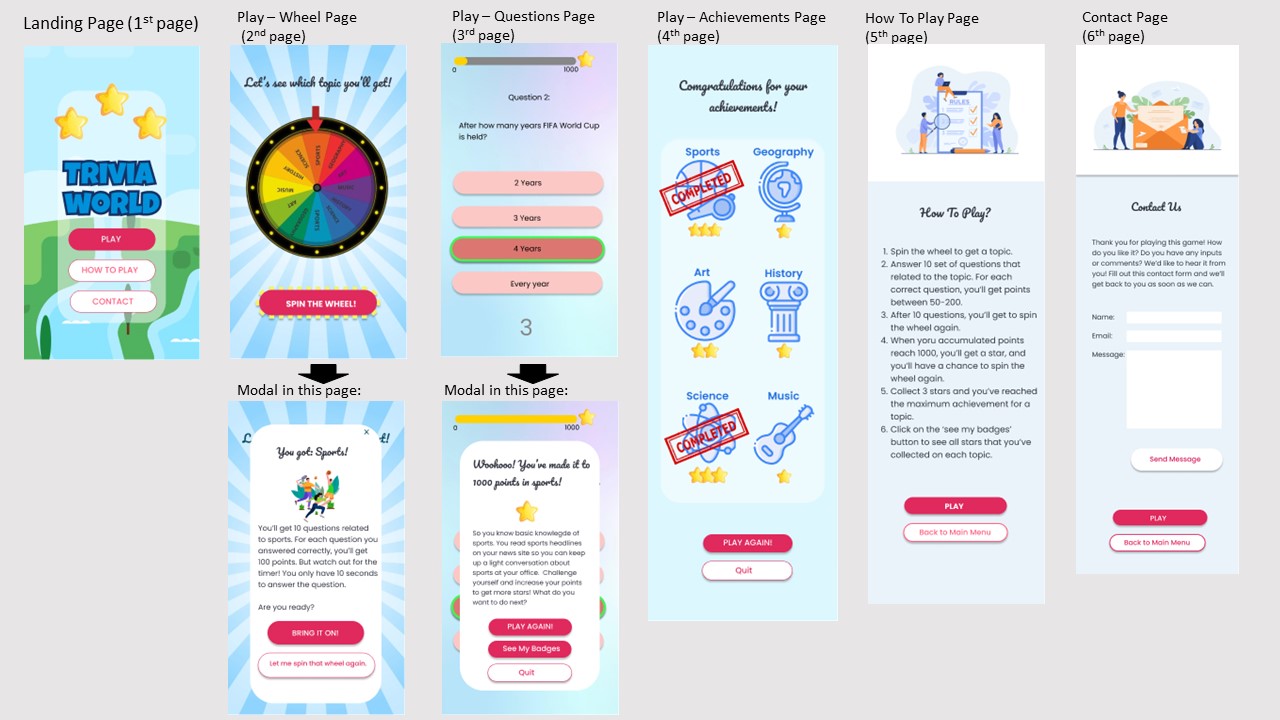 Landing Page (1st page)
TRIVIA
WORLD
PLAY
HOW TO PLAY
CONTACT
Play – Wheel Page
(2nd page)
Let's see which topic you'll get!
SPORTS
SCIENCE
HISTORY
MUSIC
ART
SPORTS
SPIN THE WHEEL!
Modal in this page:
L
t!
X
You got: Sports!
You'll get 10 questions related
to sports. For each question you
answered correctly, you'll get
100 points. But watch out for the
timer! You only have 10 seconds
to answer the question.
Are you ready?
BRING IT ON!
Let me spin that wheel again.
Play – Questions Page
(3rd page)
0 1000
Question 2:
After how many years FIFA World Cup
is held?
2 Years
3 Years
4 Years
Every year
3
Modal in this page:
0 1000
Woohooo! You've made it to
1000 points in sports!
So you know basic knowlegde of
sports. You read sports headlines
on your news site so you can keep
up a light conversation about
sports at your office. Challenge
yourself and increase your points
to get more stars! What do you
want to do next?
PLAY AGAIN!
See My Badges
Quit
Play – Achievements Page
(4th page)
Comgratulations for your
achievements!
Sports Geography
COMPLETED
Art History
Science Music
COMPLETED
PLAY AGAIN!
Quit
How To Play Page
(5th page)
RULES
How To Play?
1. Spin the wheel to get a topic.
2. Answer 10 set of questions that
related to the topic. For each
correct question, you'll get points
between 50-200.
3. After 10 questions, you'll get to spin
the wheel again.
4. When yoru accumulated points
reach 1000, you'll get a star, and
you'll have a chance to spin the
wheel again.
5. Collect 3 stars and you've reached
the maximum achievement for a
topic.
6. Click on the 'see my badges'
button to see all stars that you've
collected on each topic.
PLAY
Back to Main Menu
Contact Page
(6th page)
Contact Us
Thank you for playing this game! How
do you like it? Do you have any inputs
or comments? We'd like to hear it from
you! Fill out this contact form and we'll
get back to you as soon as we can.
Name:
Email:
Message:
Send Message
PLAY
Back to Main Menu